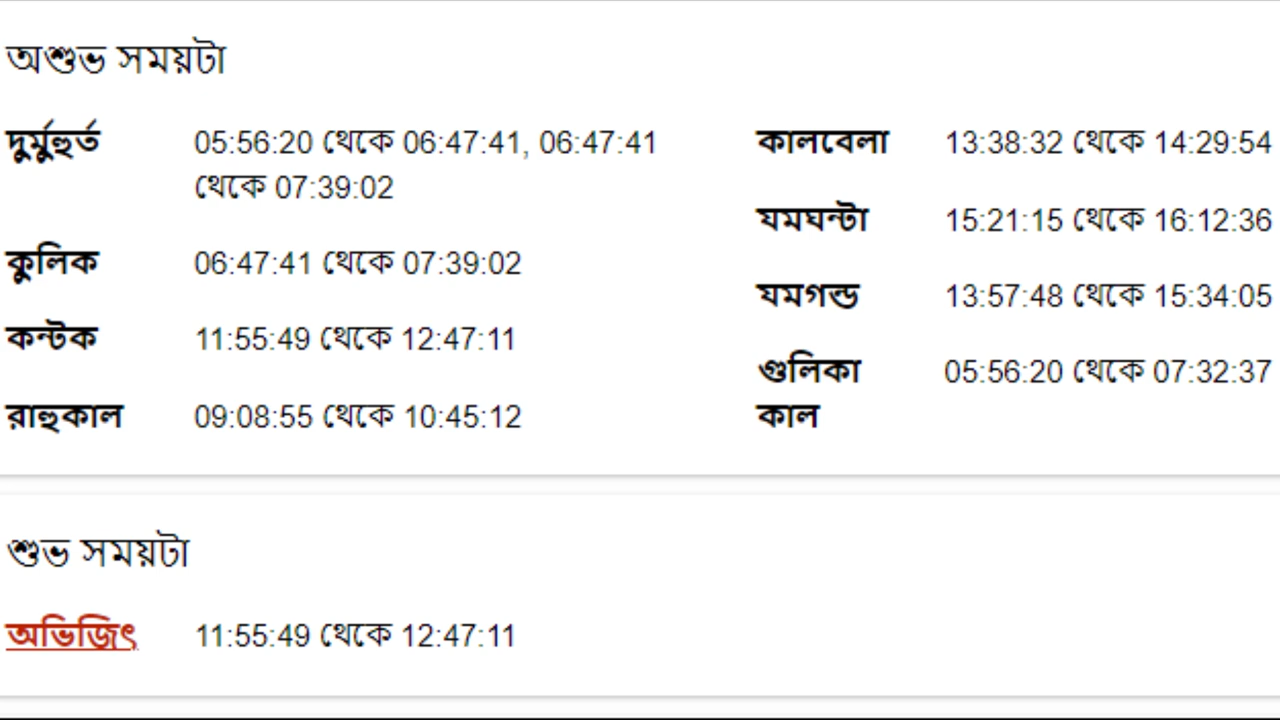 অশুভ সময়টা
দুর্মুহুর্ত 05:56:20 থেকে 06:47:41, 06:47:41
থেকে 07:39:02
কুলিক 06:47:41 থেকে 07:39:02
কন্টক 11:55:49 থেকে 12:47:11
রাহুকাল 09:08:55 থেকে 10:45:12
কালবেলা 13:38:32 থেকে 14:29:54
যমঘন্টা 15:21:15 থেকে 16:12:36
যমগন্ড 13:57:48 থেকে 15:34:05
গুলিকা 05:56:20 থেকে 07:32:37
কাল
শুভ সময়টা
অভিজিৎ 11:55:49 থেকে 12:47:11